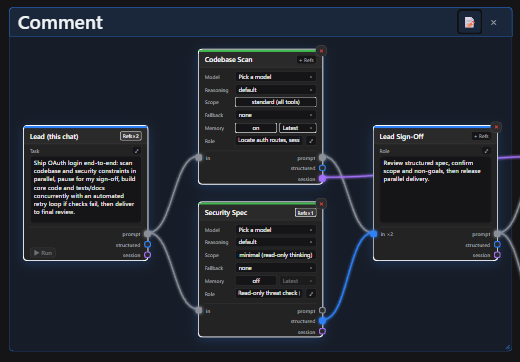 Comment
×
Codebase Scan
+ Refs
Model
Pick a model
Reasoning
default
Scope
standard (all tools)
Fallback
none
Memory
on
Latest
Role
Locate auth routes, sess
in
prompt
structured
session
Lead (this chat)
Refs×2
Task
Ship OAuth login end-to-end: scan
codebase and security constraints in
parallel, pause for my sign-off, build
core code and tests/docs
concurrently with an automated
retry loop if checks fail, then deliver
to final review.
Run
prompt
structured
session
Security Spec
Refs×1
Model
Pick a model
Reasoning
default
Scope
minimal (read-only thinking)
Fallback
none
Memory
off
Latest
Role
Read-only threat check i
in
prompt
structured
session
Lead Sign-Off
+ Refs
Role
Review structured spec, confirm
scope and non-goals, then release
parallel delivery.
in ×2
prompt
structured
session